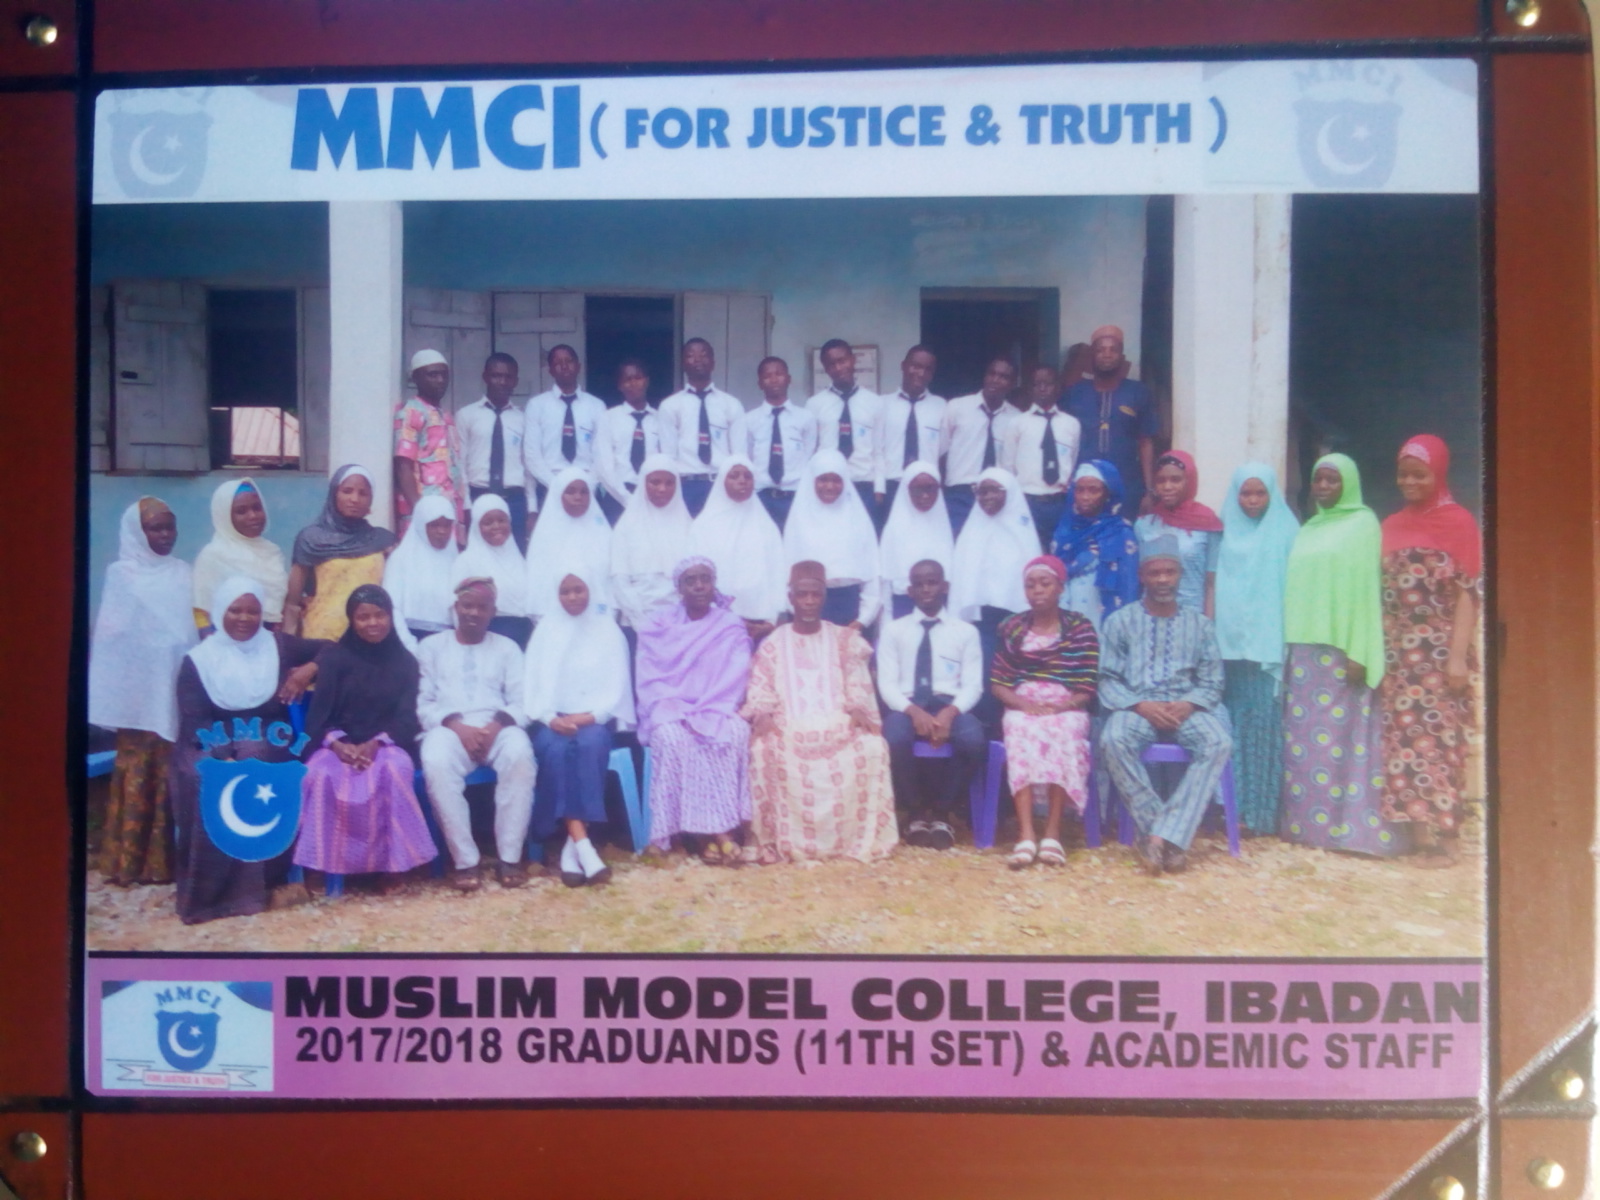 MMCI ( FOR JUSTICE & TRUTH )
MMCI
MMCI
MMCI
MUSLIM MODEL COLLEGE, IBADAN
2017/2018 GRADUANDS (11TH SET) & ACADEMIC STAFF
FOR JUSTICE & TRUTH